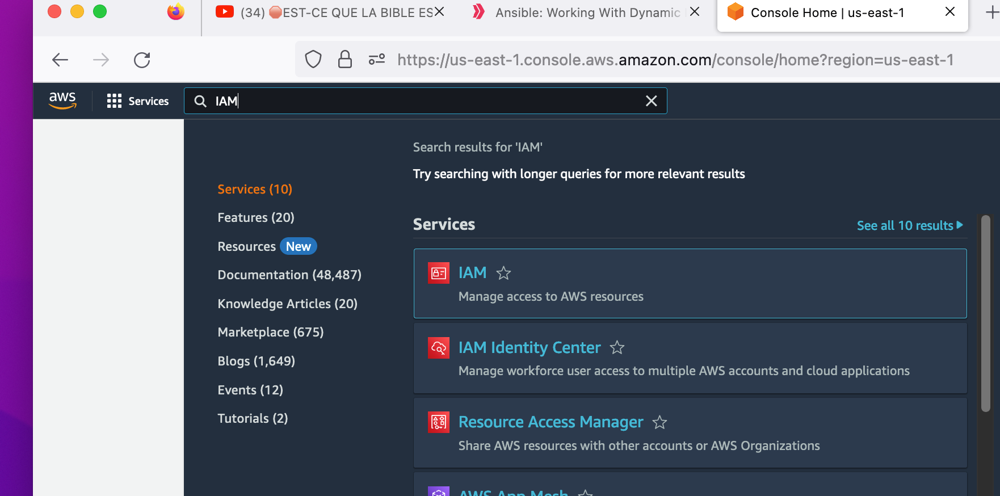 (34) 🛑EST-CE QUE LA BIBLE ES
Ansible: Working With Dynamic
Console Home | us-east-1
https://us-east-1.console.aws.amazon.com/console/home?region=us-east-1
aws
Services
IAM
Search results for 'IAM'
Try searching with longer queries for more relevant results
Services (10)
Features (20)
Resources New
Documentation (48,487)
Knowledge Articles (20)
Marketplace (675)
Blogs (1,649)
Events (12)
Tutorials (2)
Services
See all 10 results
IAM
Manage access to AWS resources
IAM Identity Center
Manage workforce user access to multiple AWS accounts and cloud applications
Resource Access Manager
Share AWS resources with other accounts or AWS Organizations
AWS App Mesh